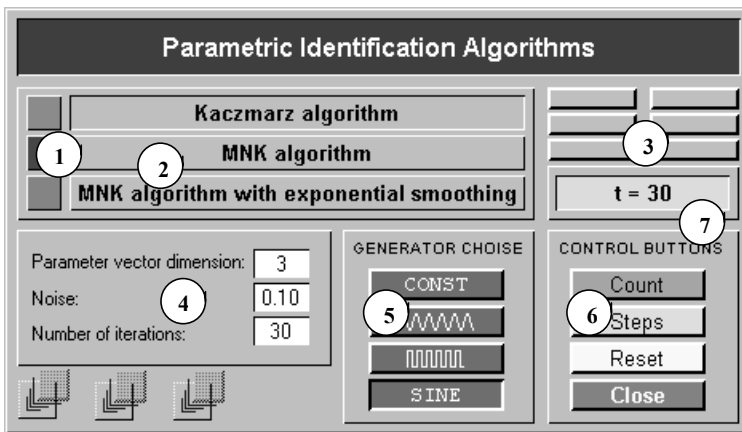 Parametric Identification Algorithms
Kaczmarz algorithm
MNK algorithm
MNK algorithm with exponential smoothing
1
2
3
t = 30
7
Parameter vector dimension: 3
Noise: 0.10
Number of iterations: 30
4
GENERATOR CHOISE
CONST
5
SINE
CONTROL BUTTONS
Count
Steps
6
Reset
Close